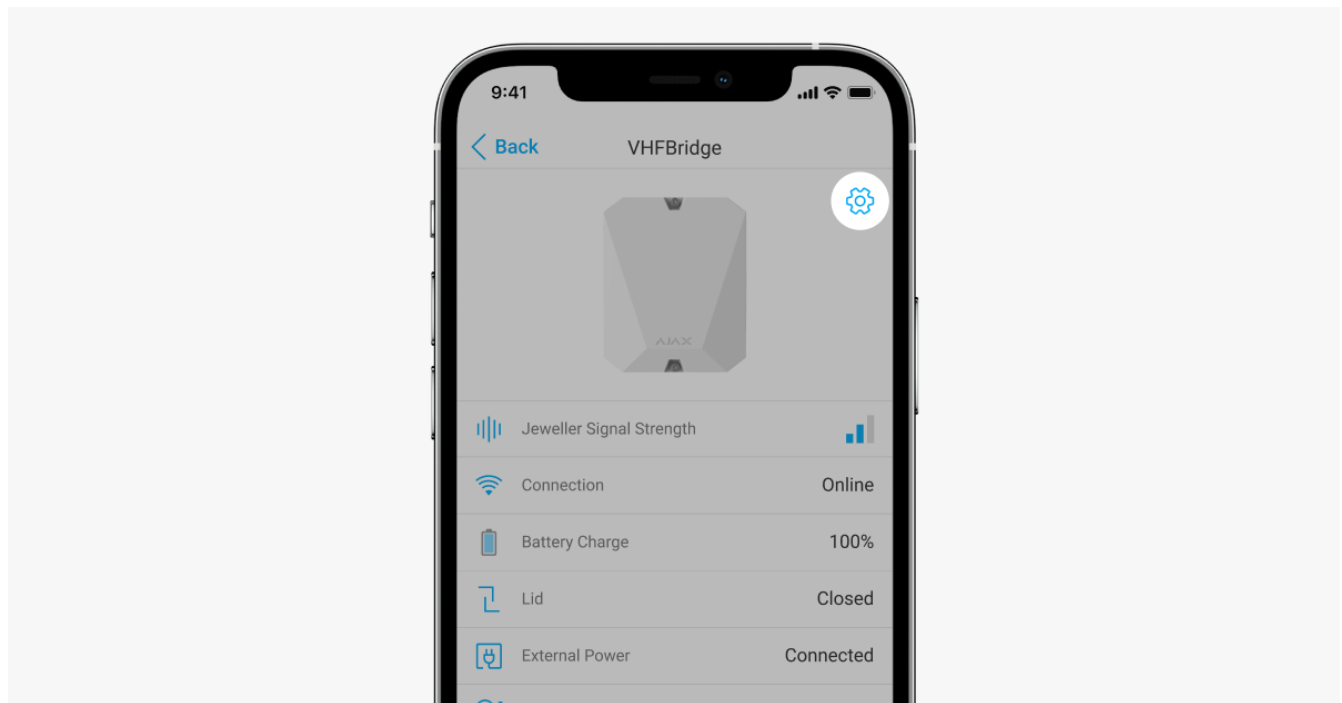 9:41
Back VHFBridge
AJAX
Jeweller Signal Strength
Connection Online
Battery Charge 100%
Lid Closed
External Power Connected